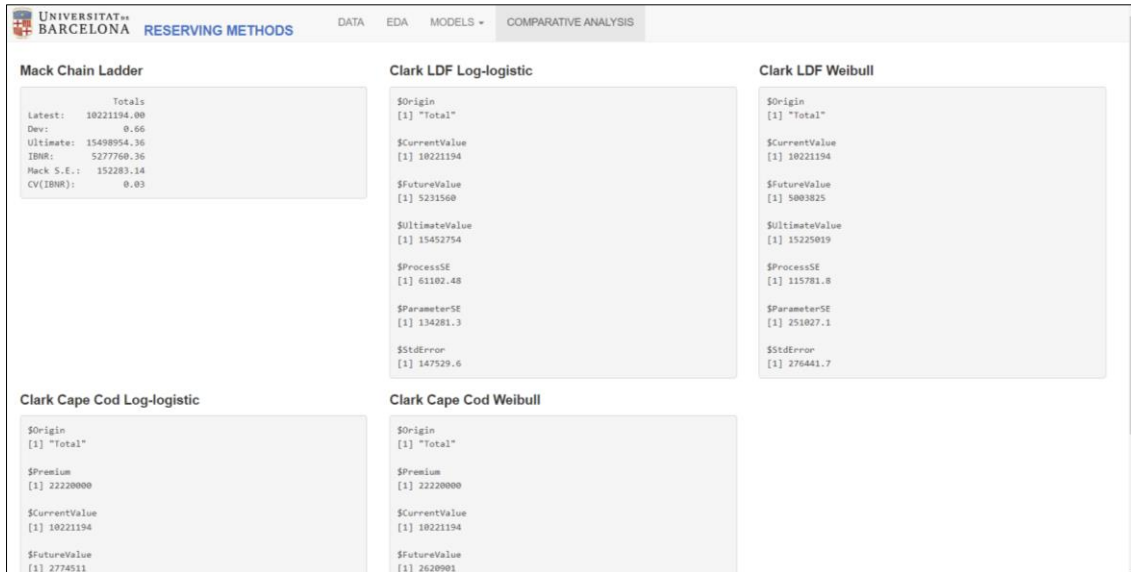 UNIVERSITAT DE
BARCELONA
RESERVING METHODS
DATA
EDA
MODELS
COMPARATIVE ANALYSIS
Mack Chain Ladder
Totals
Latest: 10221194.00
Dev: 0.66
Ultimate: 15498954.36
IBNR: 5277760.36
Mack S.E.: 152283.14
CV(IBNR): 0.03
Clark LDF Log-logistic
$Origin
[1] "Total"
$CurrentValue
[1] 10221194
$FutureValue
[1] 5231560
$UltimateValue
[1] 15452754
$ProcessSE
[1] 61102.48
$ParameterSE
[1] 134281.3
$StdError
[1] 147529.6
Clark LDF Weibull
$Origin
[1] "Total"
$CurrentValue
[1] 10221194
$FutureValue
[1] 5003825
$UltimateValue
[1] 15225019
$ProcessSE
[1] 115781.8
$ParameterSE
[1] 251027.1
$StdError
[1] 276441.7
Clark Cape Cod Log-logistic
$Origin
[1] "Total"
$Premium
[1] 22220000
$CurrentValue
[1] 10221194
$FutureValue
[1] 2774511
Clark Cape Cod Weibull
$Origin
[1] "Total"
$Premium
[1] 22220000
$CurrentValue
[1] 10221194
$FutureValue
[1] 2620901